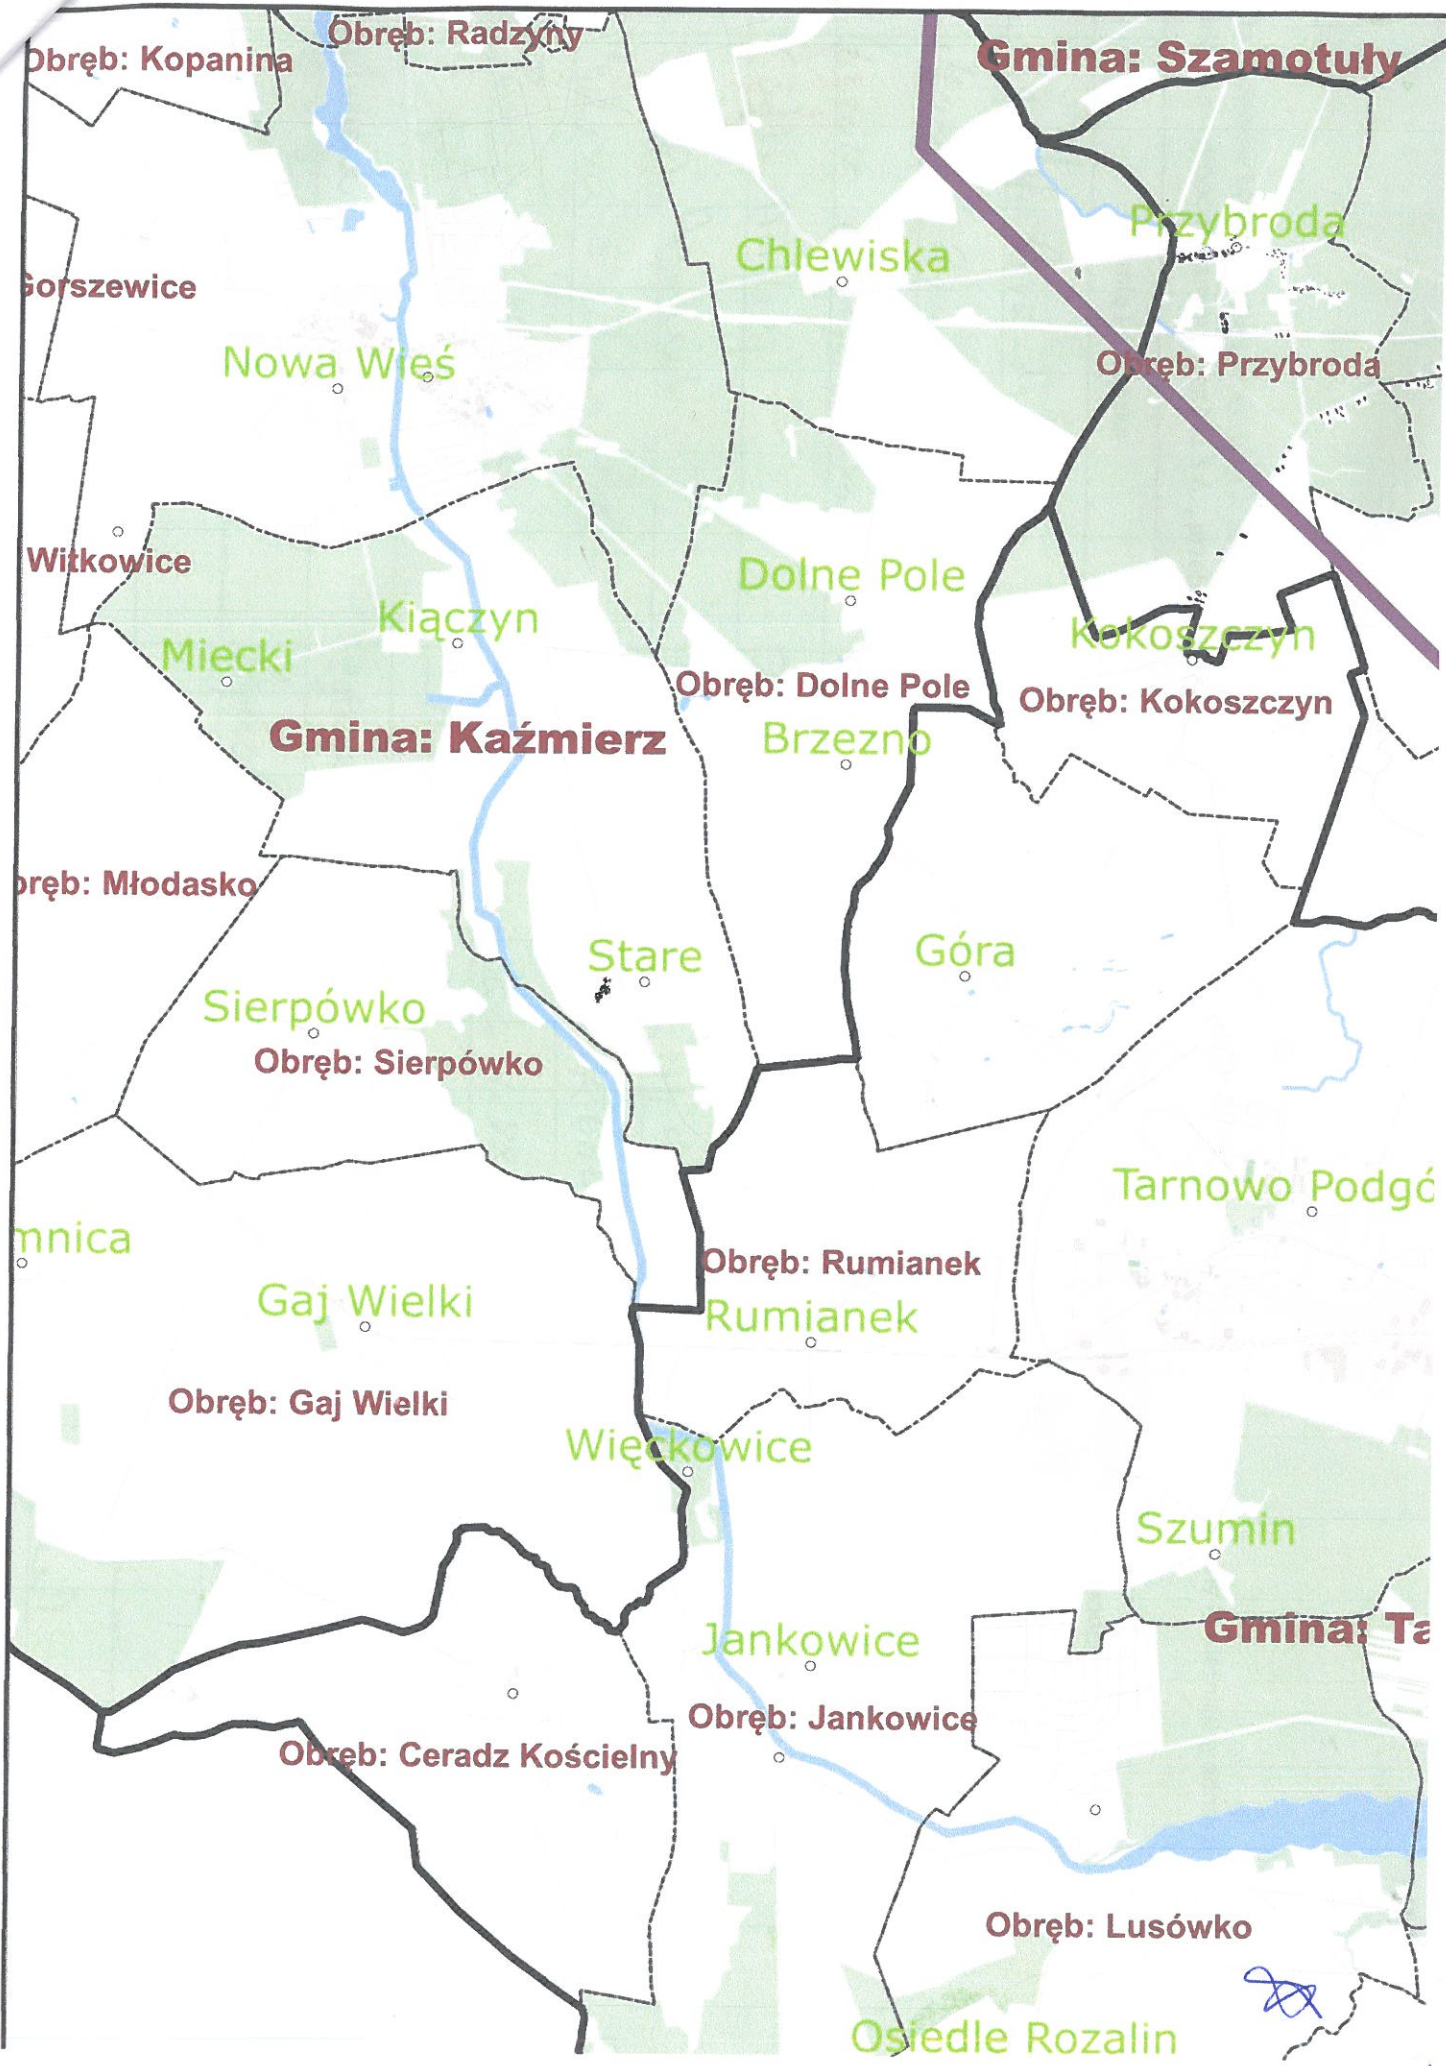 Obręb: Radzyny
Obręb: Kopanina
Gmina: Szamotuły
Przybroda
Chlewiska
Gorszewice
Nowa Wieś
Obręb: Przybroda
Witkowice
Dolne Pole
Kiączyn
Kokoszczyn
Miecki
Obręb: Dolne Pole
Obręb: Kokoszczyn
Gmina: Kaźmierz
Brzezno
bręb: Młodasko
Góra
Stare
Sierpówko
Obręb: Sierpówko
Tarnowo Podgó
mnica
Obręb: Rumianek
Gaj Wielki
Rumianek
Obręb: Gaj Wielki
Więckowice
Szumin
Gmina: Ta
Jankowice
Obręb: Jankowice
Obręb: Ceradz Kościelny
Obręb: Lusówko
Osiedle Rozalin